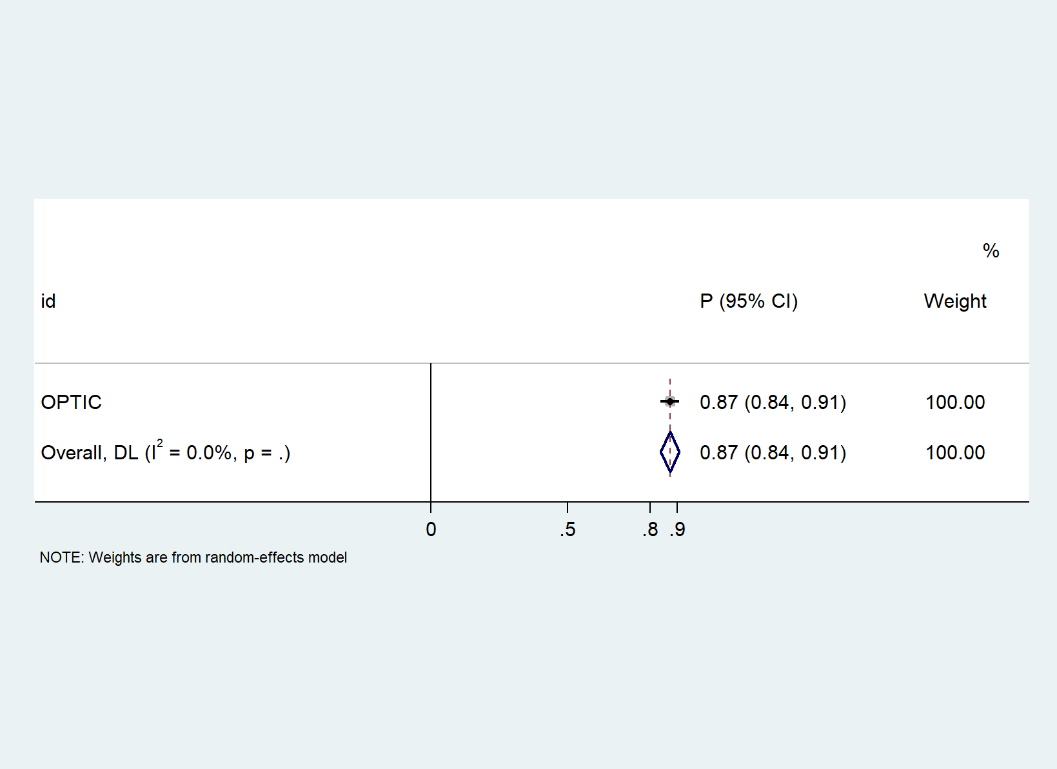 %
id P (95% CI) Weight
OPTIC 0.87 (0.84, 0.91) 100.00
Overall, DL (I² = 0.0%, p = .) 0.87 (0.84, 0.91) 100.00
0 .5 .8 .9
NOTE: Weights are from random-effects model